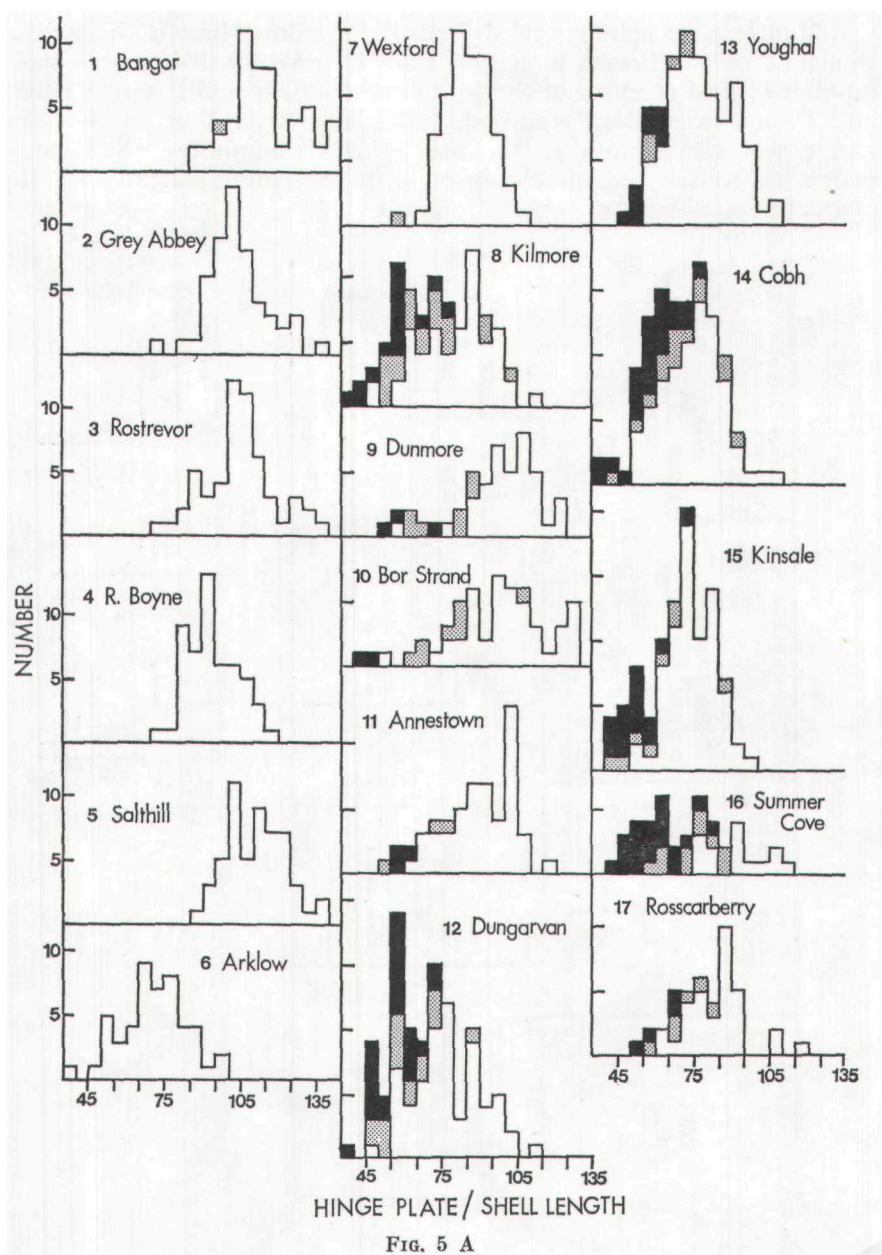 10
5
1 Bangor
10
5
2 Grey Abbey
10
5
3 Rostrevor
10
5
4 R. Boyne
10
5
5 Salthill
10
5
6 Arklow
45 75 105 135
7 Wexford
8 Kilmore
9 Dunmore
10 Bor Strand
11 Annestown
12 Dungarvan
45 75 105 135
13 Youghal
14 Cobh
15 Kinsale
16 Summer
Cove
17 Rosscarberry
45 75 105 135
NUMBER
HINGE PLATE/ SHELL LENGTH
FIG. 5 A